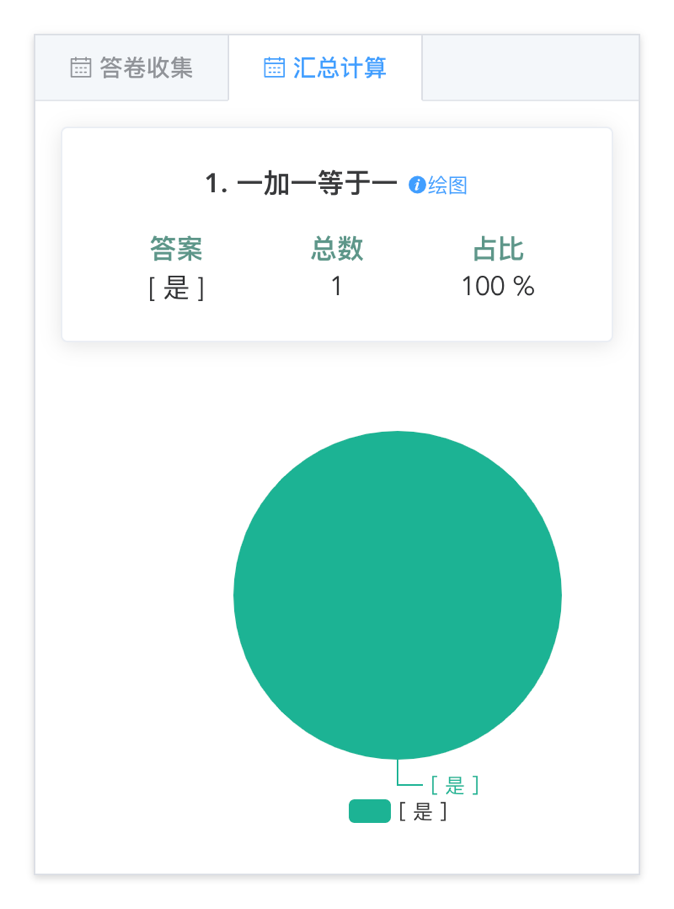 答卷收集 汇总计算
1. 一加一等于一 绘图
答案 总数 占比
[ 是 ] 1 100 %
[ 是 ]
[ 是 ]